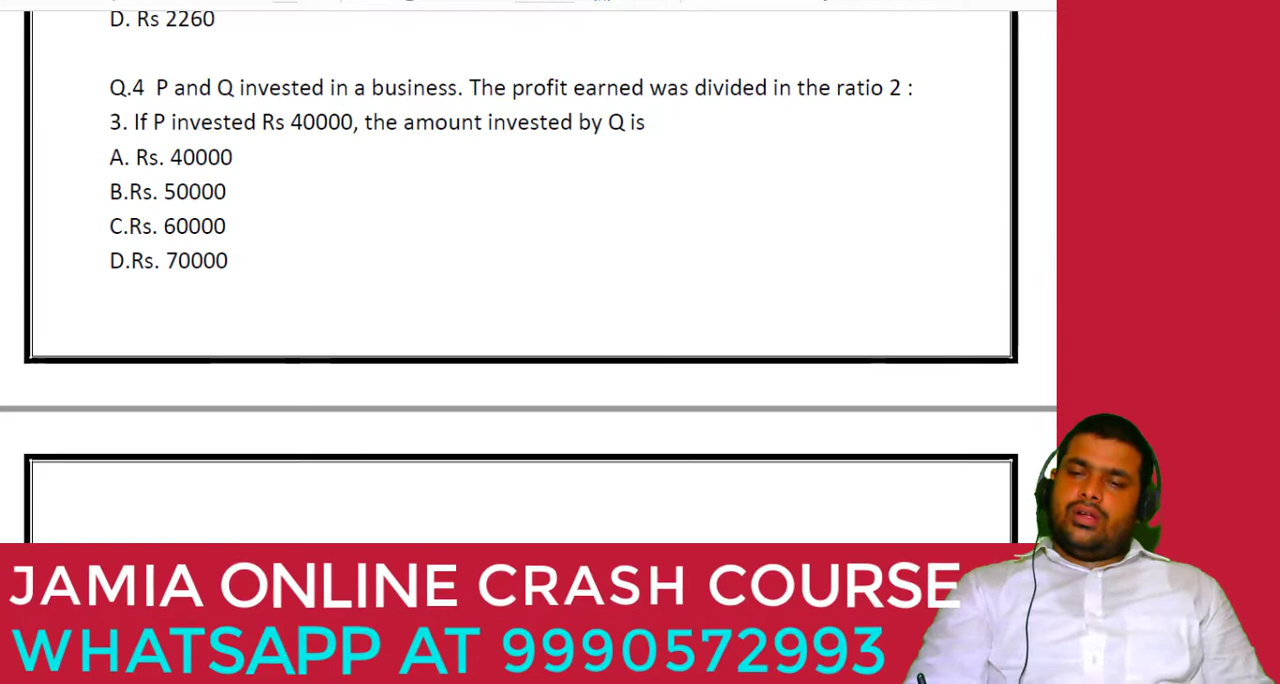 D. Rs 2260
Q.4 P and Q invested in a business. The profit earned was divided in the ratio 2 :
3. If P invested Rs 40000, the amount invested by Q is
A. Rs. 40000
B.Rs. 50000
C.Rs. 60000
D.Rs. 70000
JAMIA ONLINE CRASH COURSE
WHATSAPP AT 9990572993